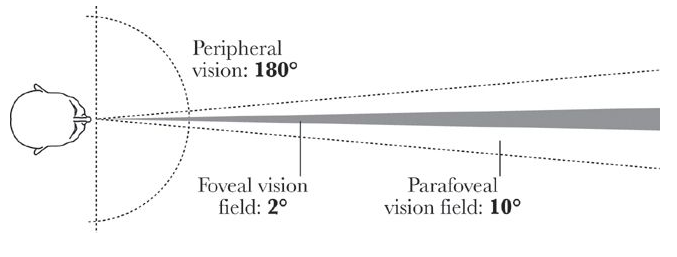 Peripheral
vision: 180°
Foveal vision
field: 2°
Parafoveal
vision field: 10°